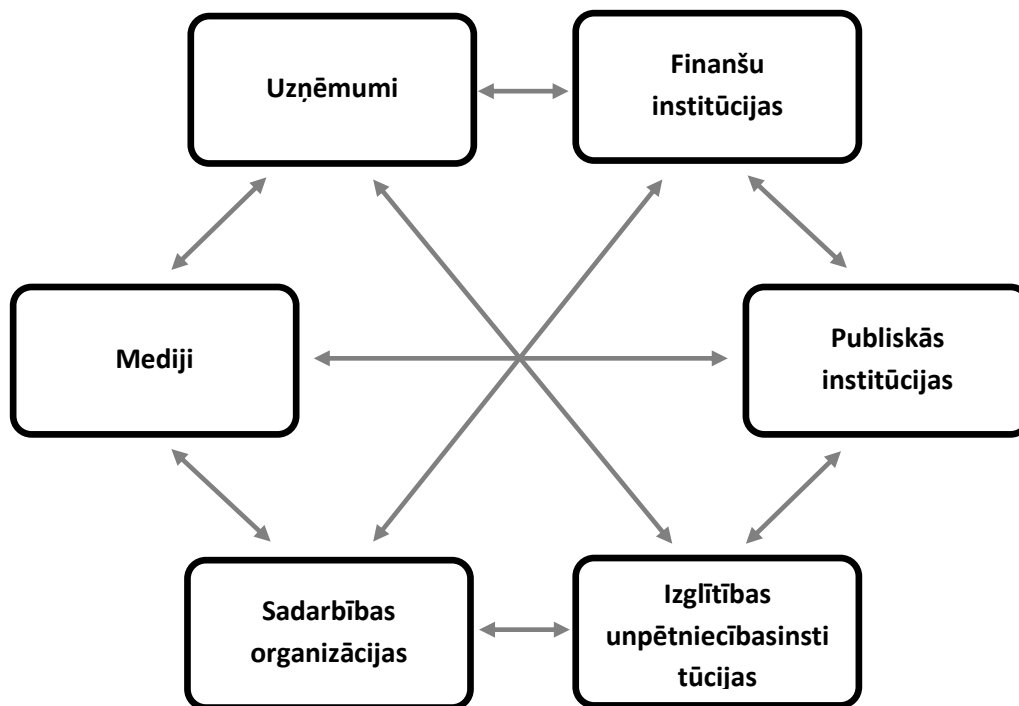 Uzņēmumi
Finanšu
institūcijas
Mediji
Publiskās
institūcijas
Sadarbības
organizācijas
Izglītības
unpētniecībasinsti
tūcijas